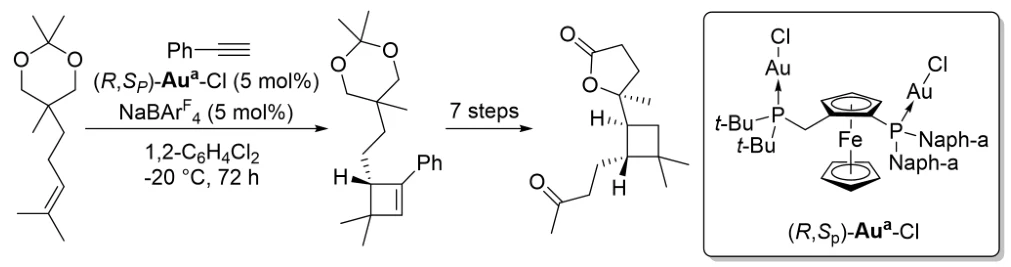 O O
Ph
(R,S_P)-Au^a-Cl (5 mol%)
NaBAr^F_4 (5 mol%)
1,2-C6H4Cl2
-20 °C, 72 h
O O
H
Ph
7 steps
O
O
H
H
O
Cl
Au
Cl
Au
P
t-Bu
t-Bu
Fe
P
Naph-a
Naph-a
(R,S_p)-Au^a-Cl